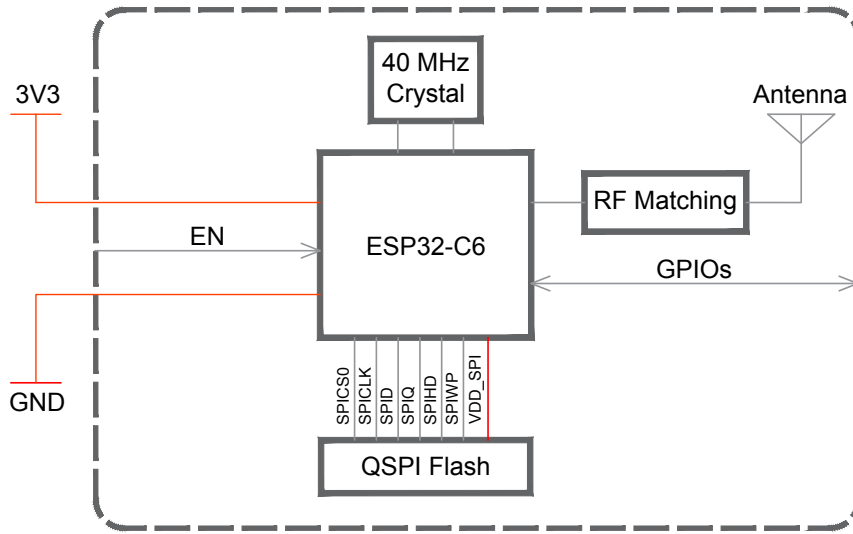 40 MHz
Crystal
3V3
Antenna
RF Matching
EN
ESP32-C6
GPIOs
GND
SPICS0
SPICLK
SPID
SPIQ
SPIHD
SPIWP
VDD_SPI
QSPI Flash